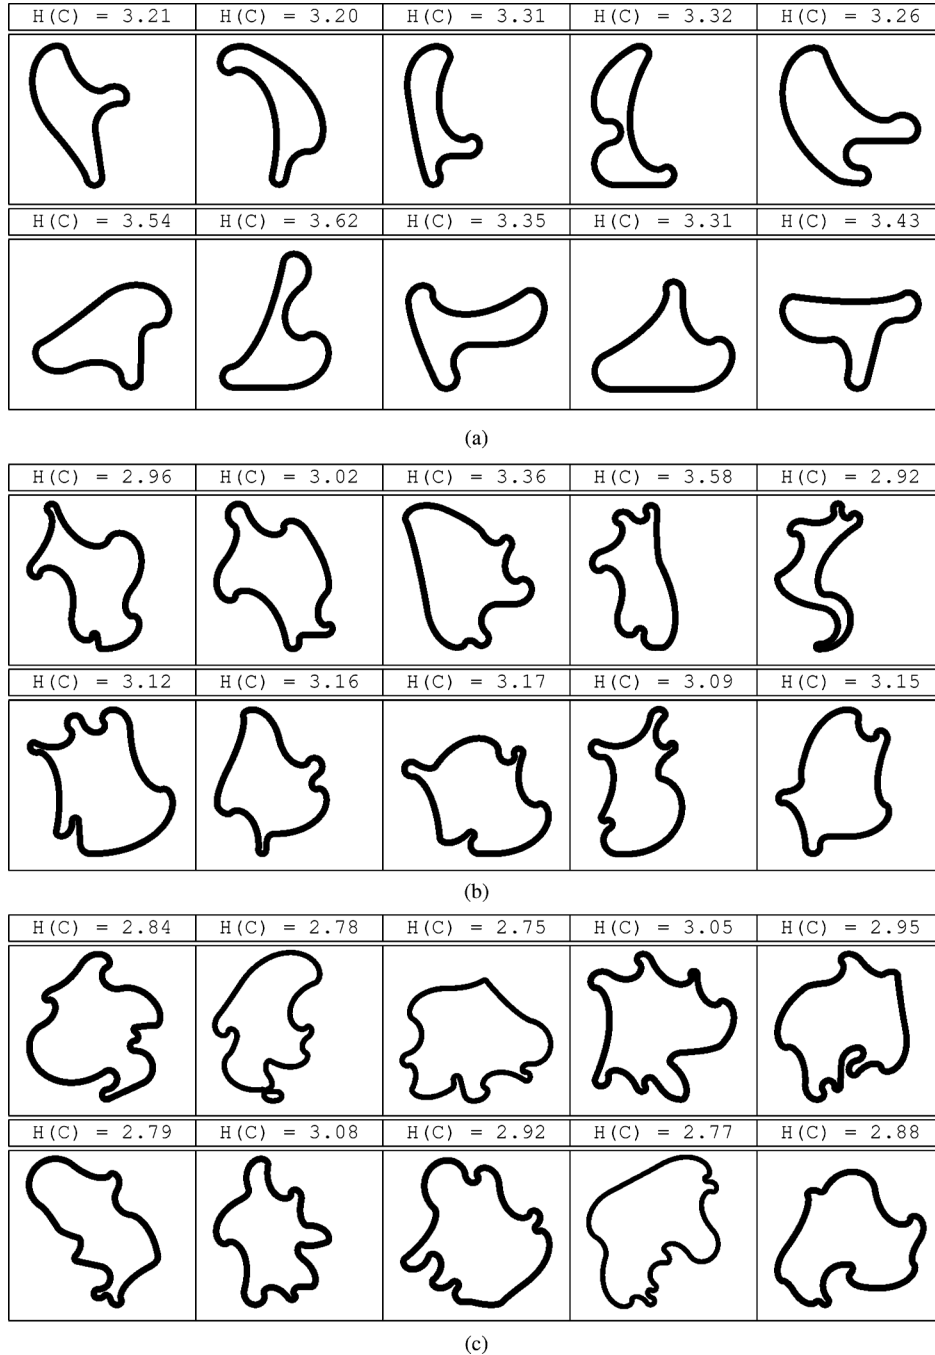 H(C) = 3.21 H(C) = 3.20 H(C) = 3.31 H(C) = 3.32 H(C) = 3.26
H(C) = 3.54 H(C) = 3.62 H(C) = 3.35 H(C) = 3.31 H(C) = 3.43
(a)
H(C) = 2.96 H(C) = 3.02 H(C) = 3.36 H(C) = 3.58 H(C) = 2.92
H(C) = 3.12 H(C) = 3.16 H(C) = 3.17 H(C) = 3.09 H(C) = 3.15
(b)
H(C) = 2.84 H(C) = 2.78 H(C) = 2.75 H(C) = 3.05 H(C) = 2.95
H(C) = 2.79 H(C) = 3.08 H(C) = 2.92 H(C) = 2.77 H(C) = 2.88
(c)